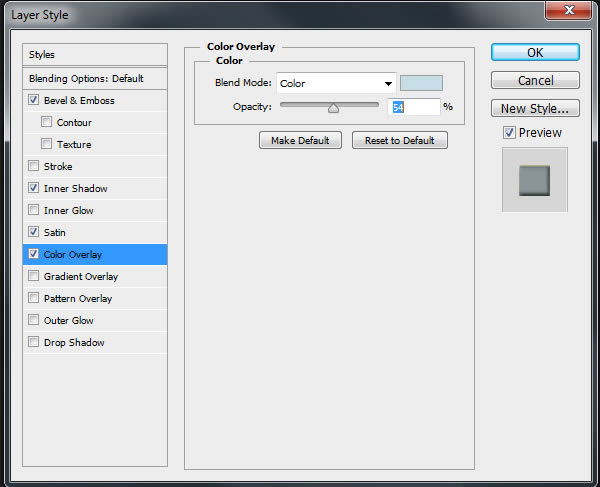 Layer Style
Styles
Blending Options: Default
Bevel & Emboss
Contour
Texture
Stroke
Inner Shadow
Inner Glow
Satin
Color Overlay
Gradient Overlay
Pattern Overlay
Outer Glow
Drop Shadow
Color Overlay
Color
Blend Mode: Color
Opacity: 54 %
Make Default Reset to Default
OK
Cancel
New Style...
Preview